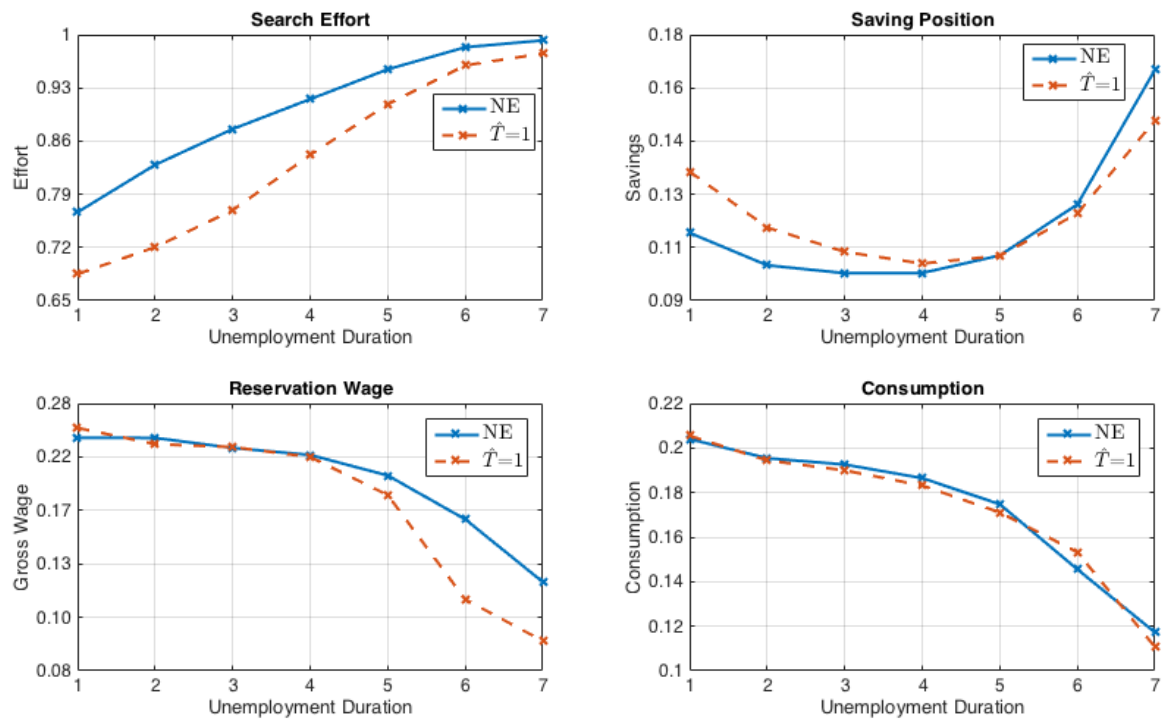 Search Effort
1
0.93
0.86
0.79
0.72
0.65
Effort
NE
T̂=1
1 2 3 4 5 6 7
Unemployment Duration
Saving Position
0.18
0.16
0.14
0.13
0.11
0.09
Savings
NE
T̂=1
1 2 3 4 5 6 7
Unemployment Duration
Reservation Wage
0.28
0.22
0.17
0.13
0.10
0.08
Gross Wage
NE
T̂=1
1 2 3 4 5 6 7
Unemployment Duration
Consumption
0.22
0.2
0.18
0.16
0.14
0.12
0.1
Consumption
NE
T̂=1
1 2 3 4 5 6 7
Unemployment Duration